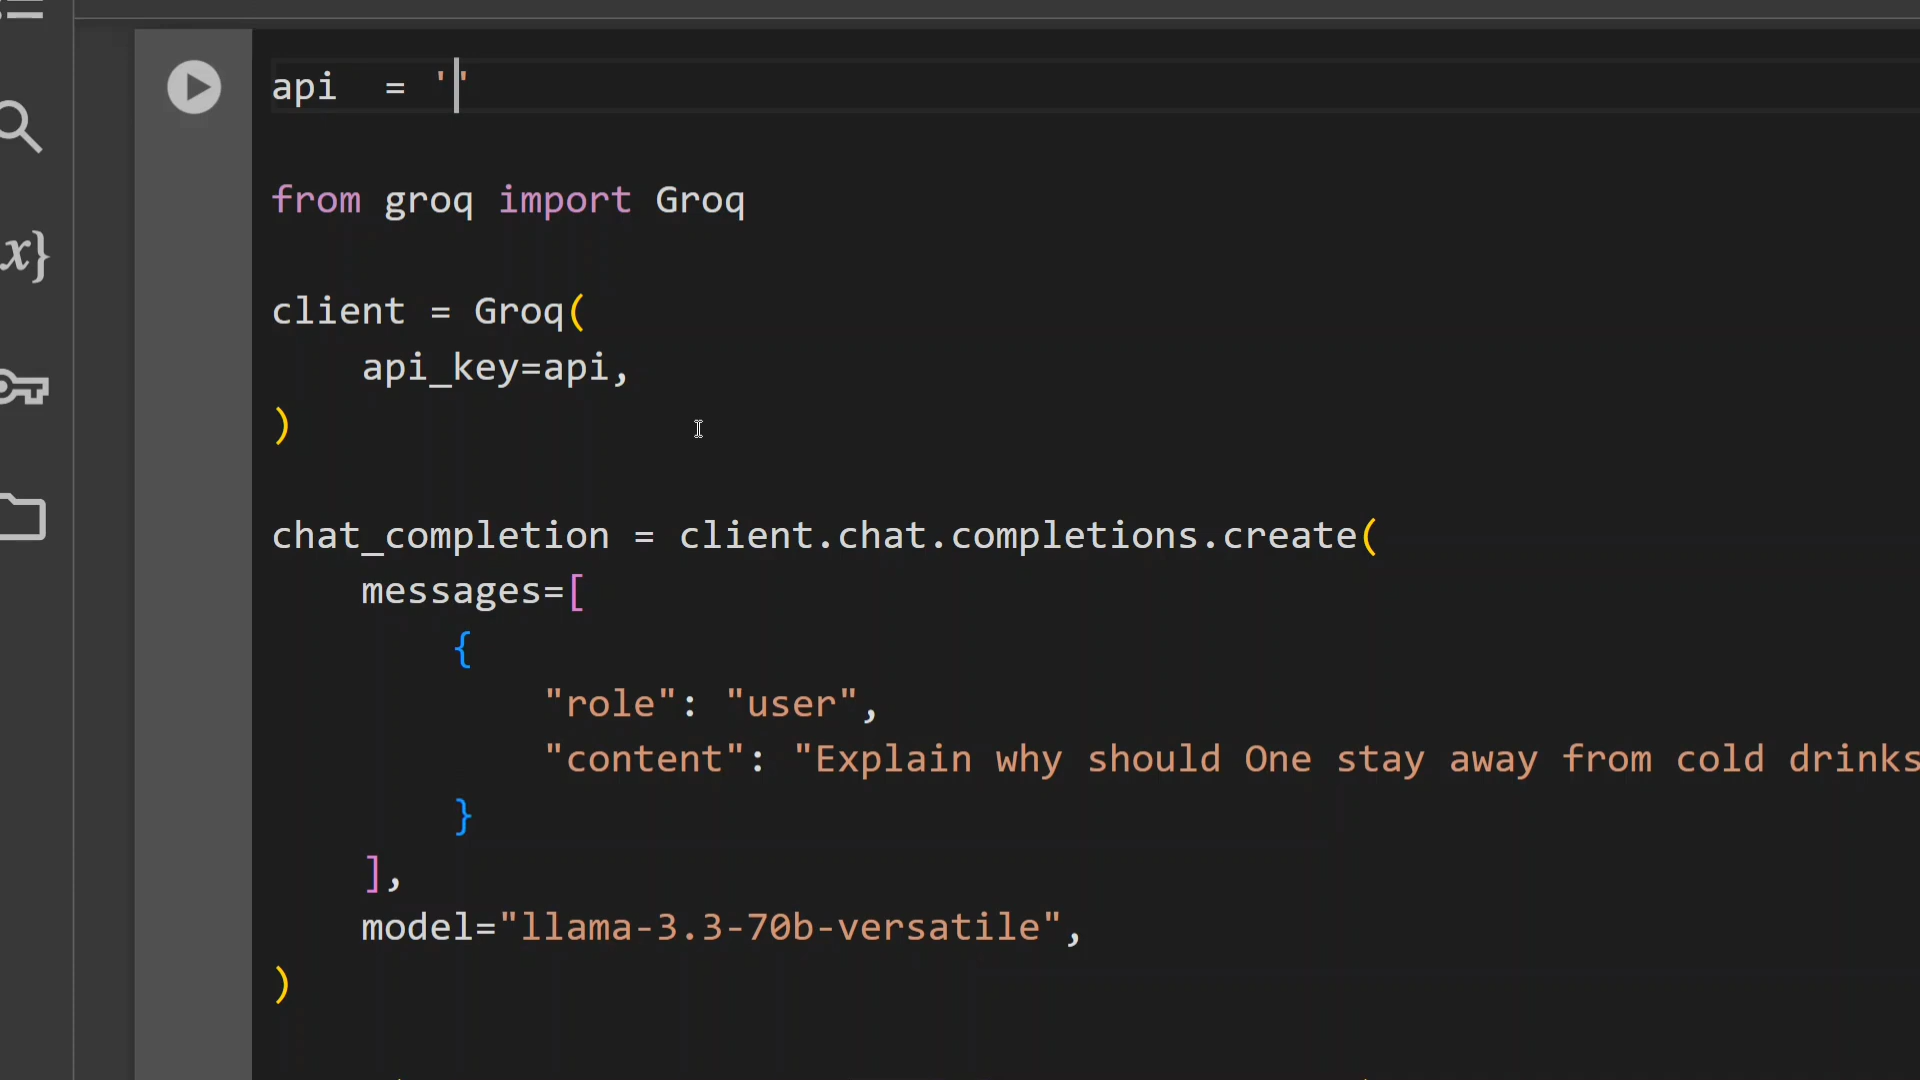 api  = ''
from groq import Groq
client = Groq(
    api_key=api,
)
chat_completion = client.chat.completions.create(
    messages=[
        {
            "role": "user",
            "content": "Explain why should One stay away from cold drinks
        }
    ],
    model="llama-3.3-70b-versatile",
)